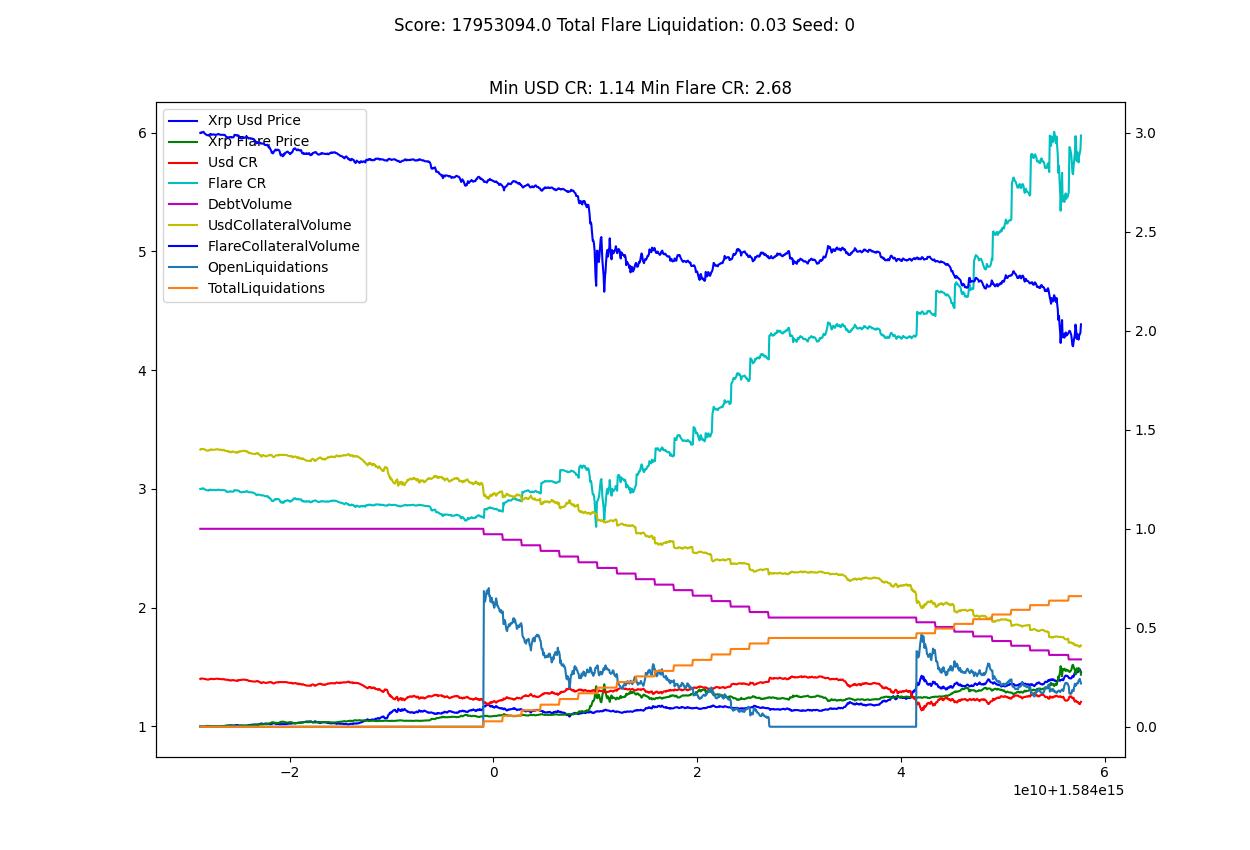 Score: 17953094.0 Total Flare Liquidation: 0.03 Seed: 0
Min USD CR: 1.14 Min Flare CR: 2.68
Xrp Usd Price
Xrp Flare Price
Usd CR
Flare CR
DebtVolume
UsdCollateralVolume
FlareCollateralVolume
OpenLiquidations
TotalLiquidations
6
5
4
3
2
1
3.0
2.5
2.0
1.5
1.0
0.5
0.0
−2
0
2
4
6
1e10+1.584e15